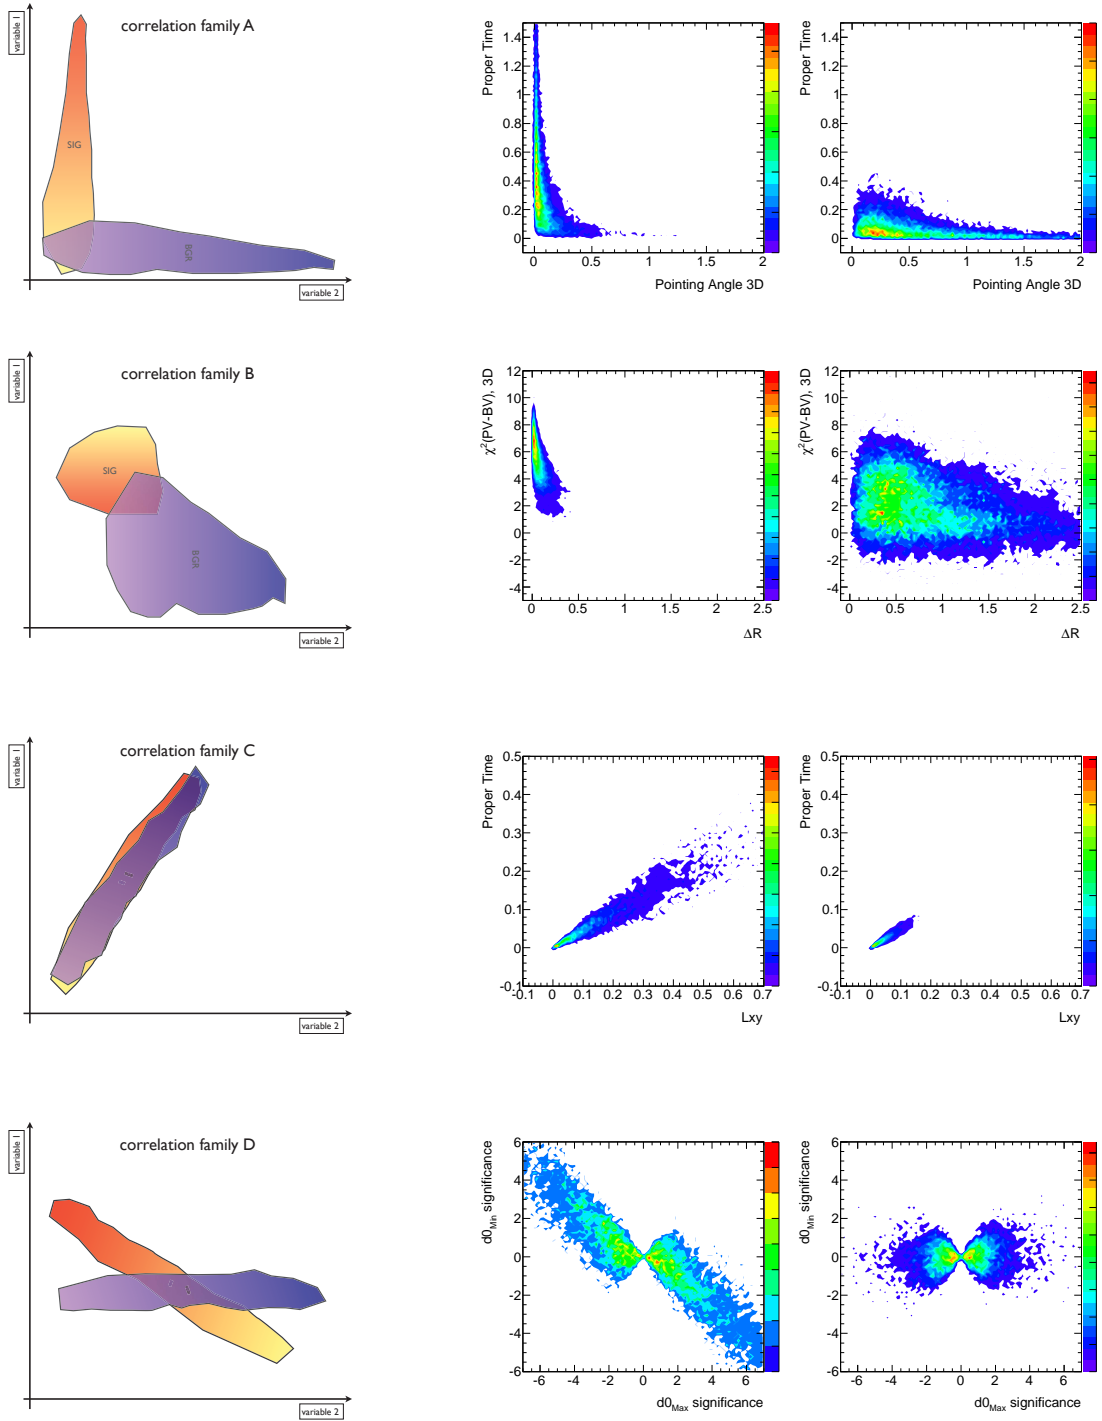 correlation family A
variable 1
SIG
BGR
variable 2
Proper Time
1.4
1.2
1
0.8
0.6
0.4
0.2
0
0 0.5 1 1.5 2
Pointing Angle 3D
Proper Time
1.4
1.2
1
0.8
0.6
0.4
0.2
0
0 0.5 1 1.5 2
Pointing Angle 3D
correlation family B
variable 1
SIG
BGR
variable 2
χ²(PV-BV), 3D
12
10
8
6
4
2
0
-2
-4
0 0.5 1 1.5 2 2.5
ΔR
χ²(PV-BV), 3D
12
10
8
6
4
2
0
-2
-4
0 0.5 1 1.5 2 2.5
ΔR
correlation family C
variable 1
variable 2
Proper Time
0.5
0.4
0.3
0.2
0.1
0
-0.1
-0.1 0 0.1 0.2 0.3 0.4 0.5 0.6 0.7
Lxy
Proper Time
0.5
0.4
0.3
0.2
0.1
0
-0.1
-0.1 0 0.1 0.2 0.3 0.4 0.5 0.6 0.7
Lxy
correlation family D
variable 1
variable 2
d0Min significance
6
4
2
0
-2
-4
-6
-6 -4 -2 0 2 4 6
d0Max significance
d0Min significance
6
4
2
0
-2
-4
-6
-6 -4 -2 0 2 4 6
d0Max significance